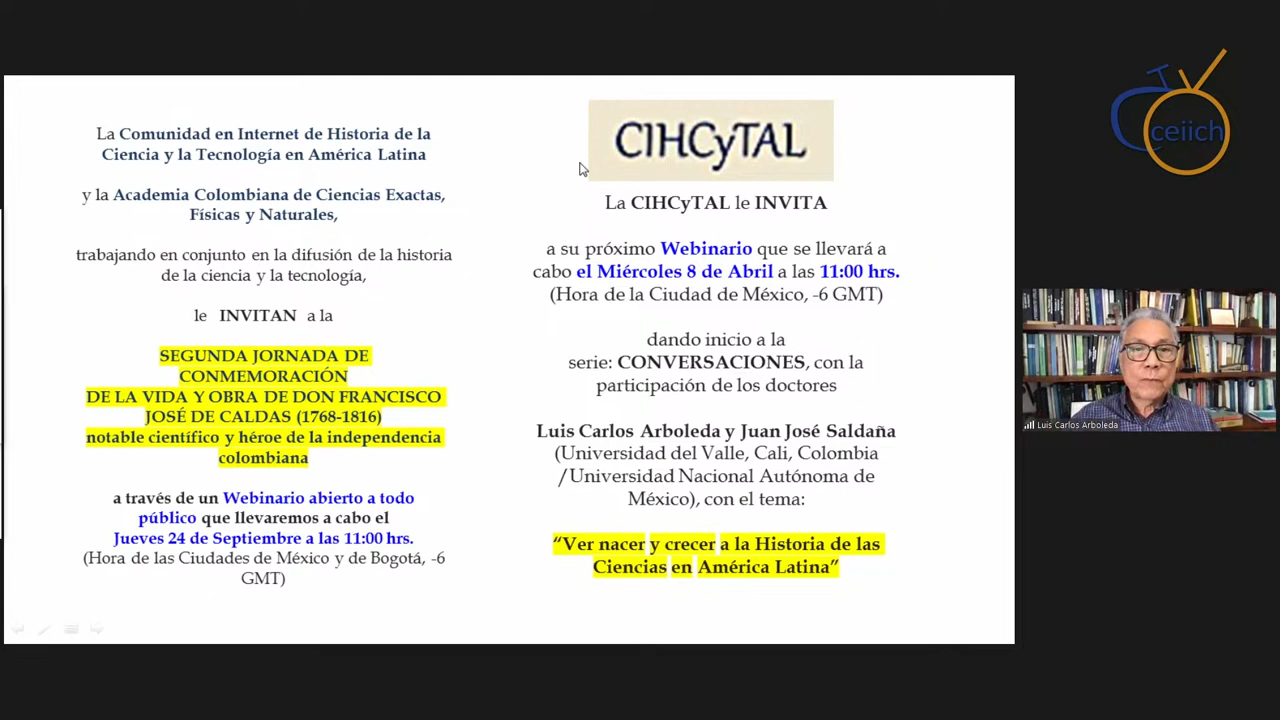 La Comunidad en Internet de Historia de la
Ciencia y la Tecnología en América Latina
y la Academia Colombiana de Ciencias Exactas,
Físicas y Naturales,
trabajando en conjunto en la difusión de la historia
de la ciencia y la tecnología,
le INVITAN a la
SEGUNDA JORNADA DE
CONMEMORACIÓN
DE LA VIDA Y OBRA DE DON FRANCISCO
JOSÉ DE CALDAS (1768-1816)
notable científico y héroe de la independencia
colombiana
a través de un Webinario abierto a todo
público que llevaremos a cabo el
Jueves 24 de Septiembre a las 11:00 hrs.
(Hora de las Ciudades de México y de Bogotá, -6
GMT)
CIHCyTAL
La CIHCyTAL le INVITA
a su próximo Webinario que se llevará a
cabo el Miércoles 8 de Abril a las 11:00 hrs.
(Hora de la Ciudad de México, -6 GMT)
dando inicio a la
serie: CONVERSACIONES, con la
participación de los doctores
Luis Carlos Arboleda y Juan José Saldaña
(Universidad del Valle, Cali, Colombia
/Universidad Nacional Autónoma de
México), con el tema:
“Ver nacer y crecer a la Historia de las
Ciencias en América Latina”
TV
ceiich
Luis Carlos Arboleda